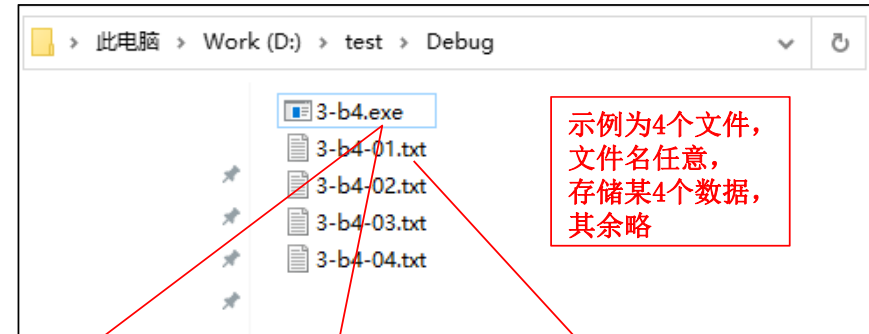 此电脑 > Work (D:) > test > Debug
3-b4.exe
3-b4-01.txt
3-b4-02.txt
3-b4-03.txt
3-b4-04.txt
示例为4个文件，
文件名任意，
存储某4个数据，
其余略